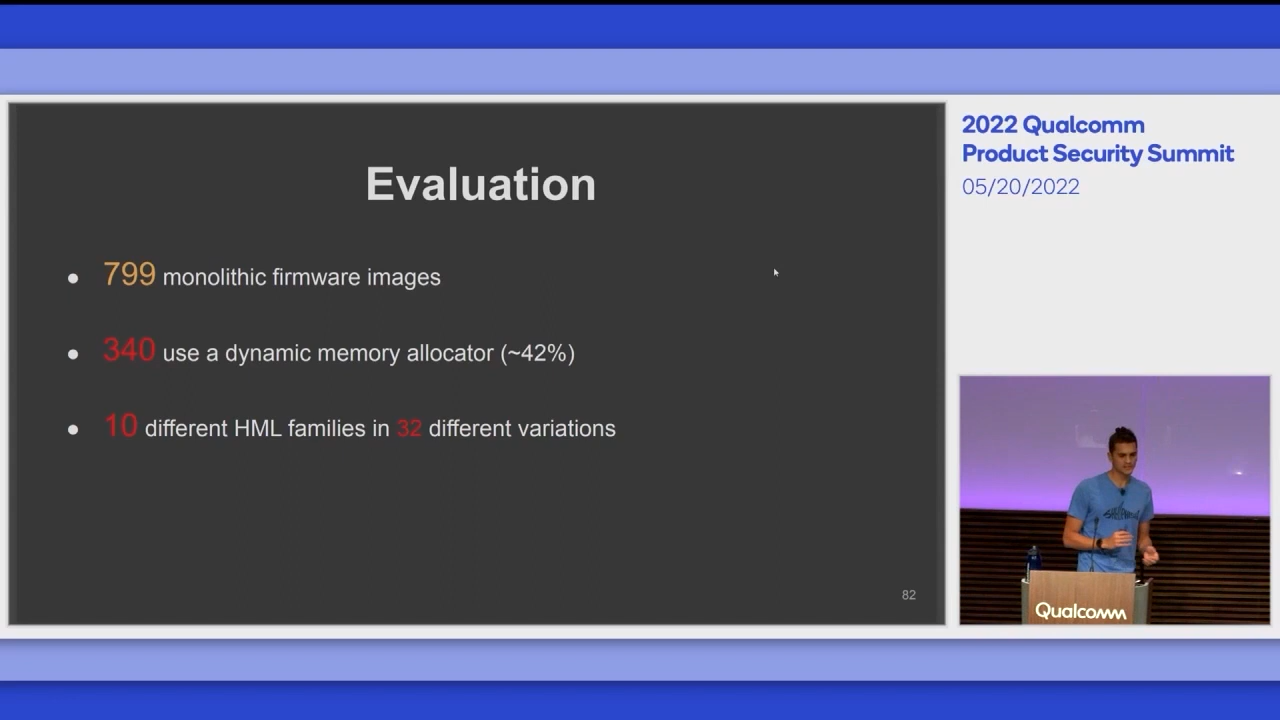 Evaluation
● 799 monolithic firmware images
● 340 use a dynamic memory allocator (~42%)
● 10 different HML families in 32 different variations
82
2022 Qualcomm
Product Security Summit
05/20/2022
Qualcomm